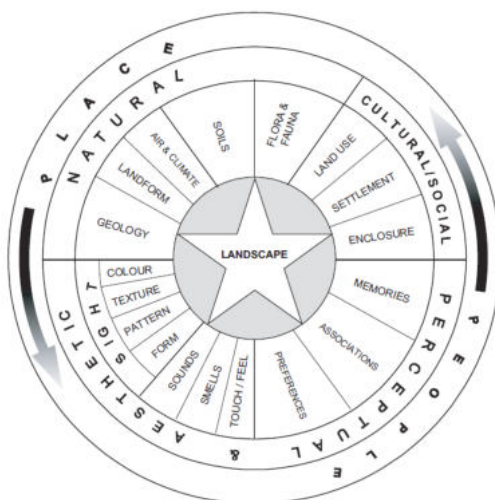 PLACE
NATURAL
CULTURAL/SOCIAL
AIR & CLIMATE
SOILS
FLORA &
FAUNA
LAND USE
LANDFORM
SETTLEMENT
GEOLOGY
ENCLOSURE
LANDSCAPE
COLOUR
TEXTURE
PATTERN
FORM
SIGHT
SOUNDS
SMELLS
TOUCH / FEEL
PREFERENCES
ASSOCIATIONS
MEMORIES
AESTHETIC & PERCEPTUAL
PEOPLE